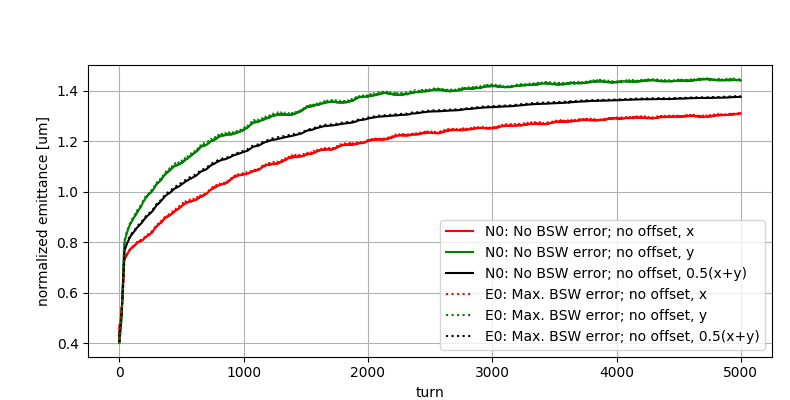 normalized emittance [um]
1.4
1.2
1.0
0.8
0.6
0.4
N0: No BSW error; no offset, x
N0: No BSW error; no offset, y
N0: No BSW error; no offset, 0.5(x+y)
E0: Max. BSW error; no offset, x
E0: Max. BSW error; no offset, y
E0: Max. BSW error; no offset, 0.5(x+y)
0 1000 2000 3000 4000 5000
turn